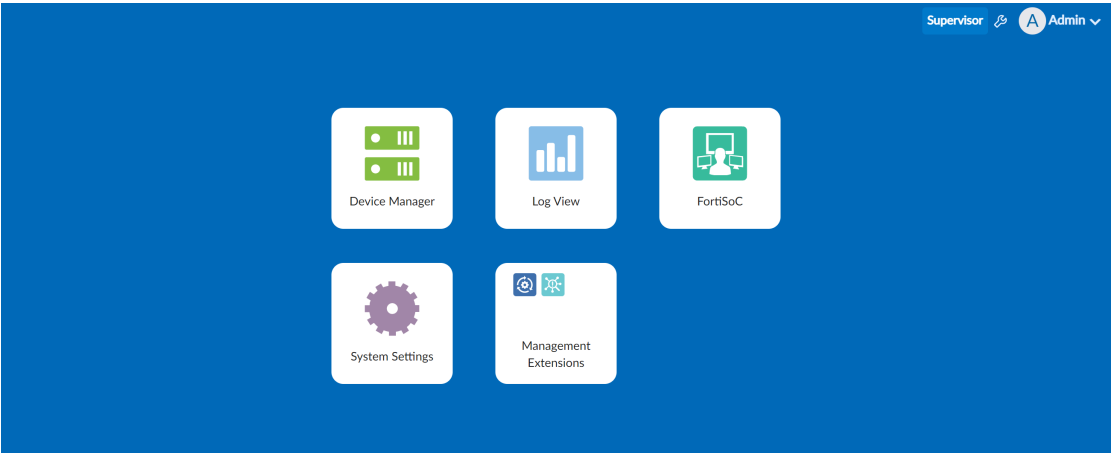 Supervisor
A
Admin
Device Manager
Log View
FortiSoC
System Settings
Management
Extensions